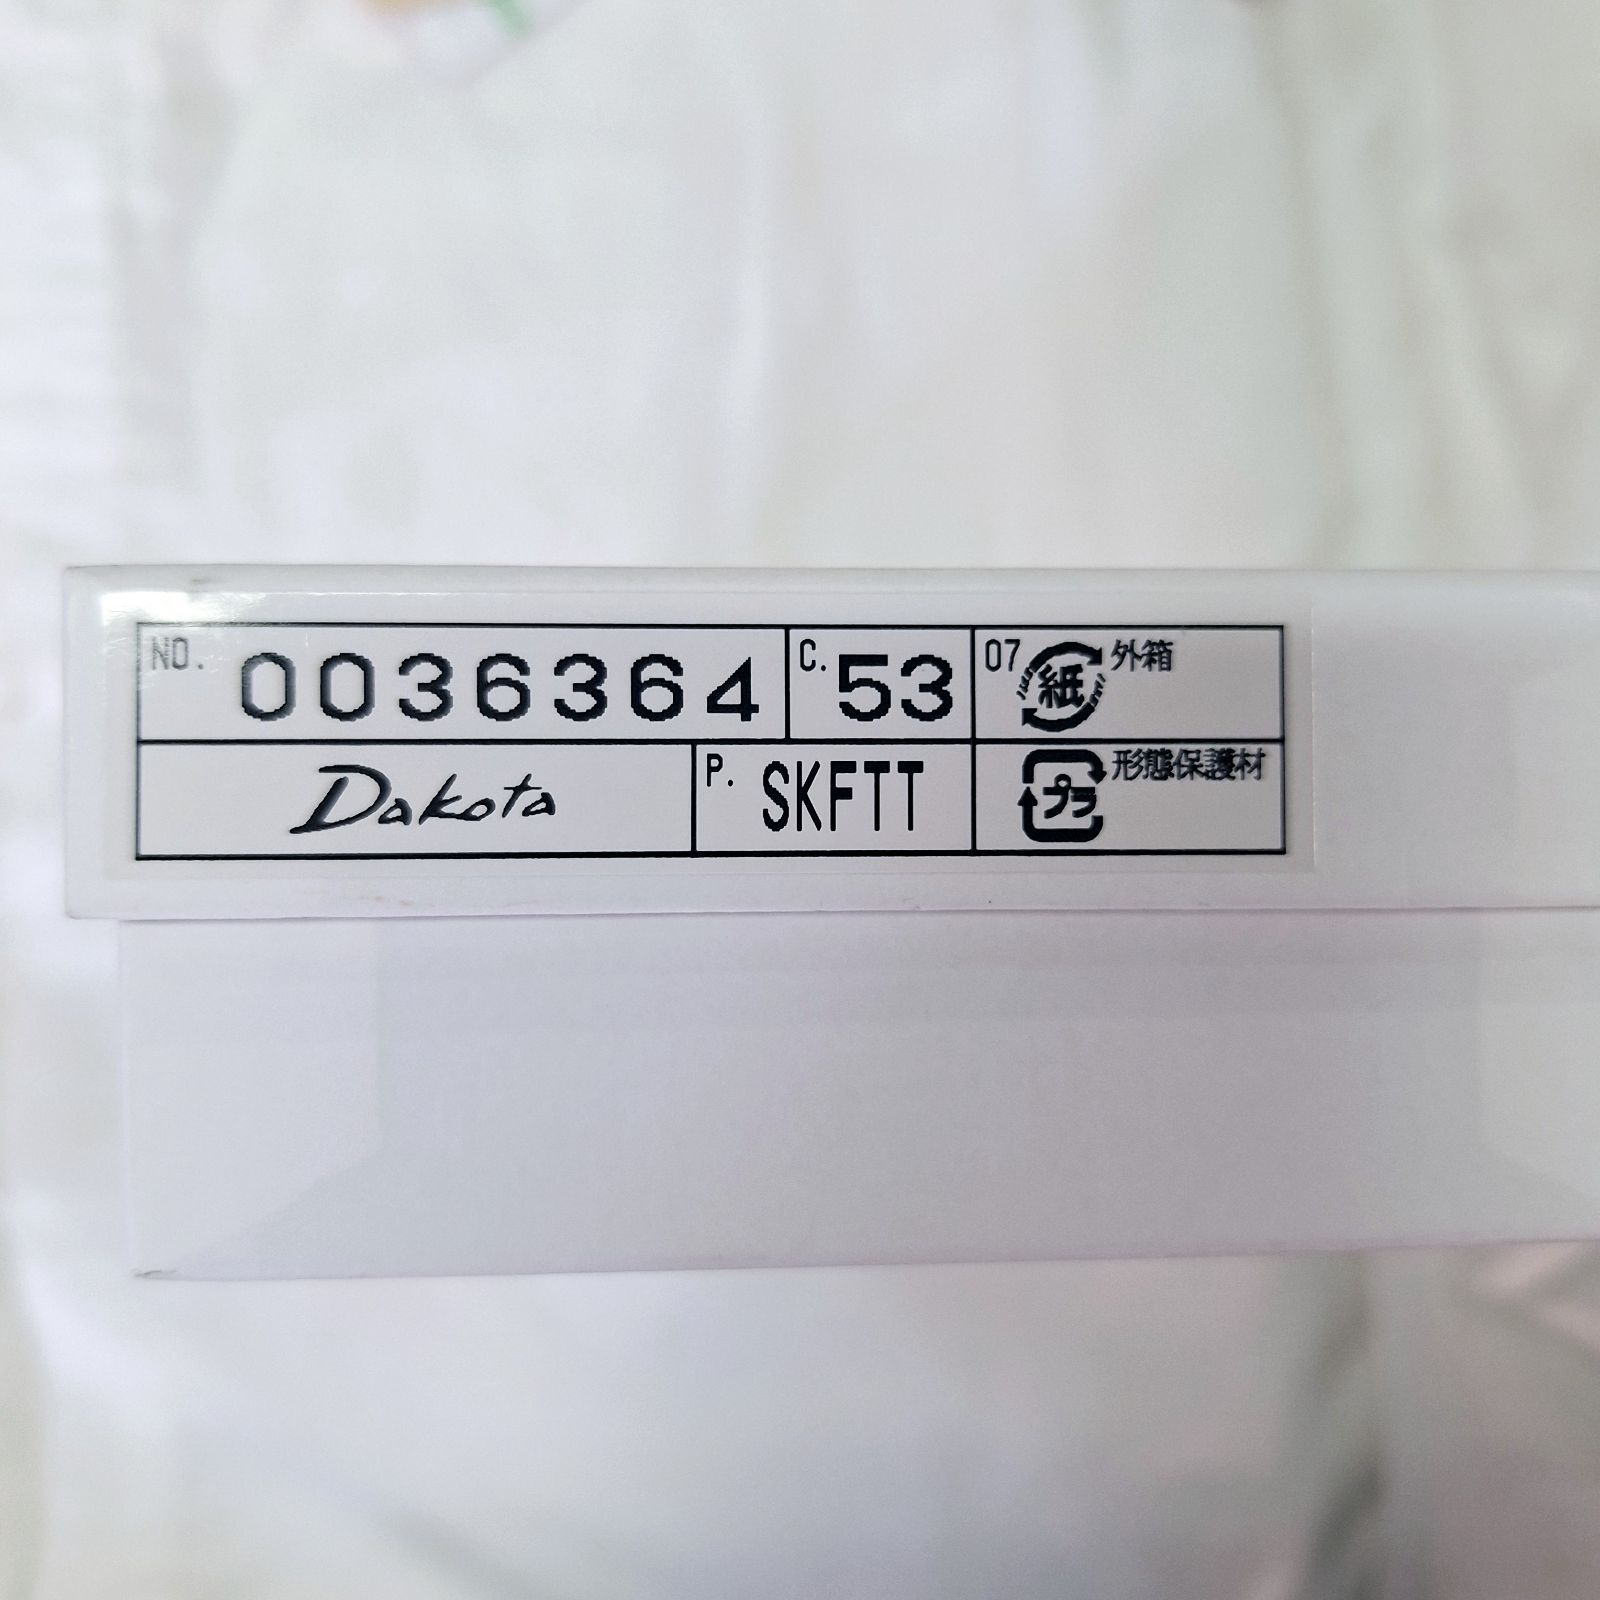 NO. 0036364 C. 53 07 紙 外箱
Dakota P. SKFTT プラ 形態保護材